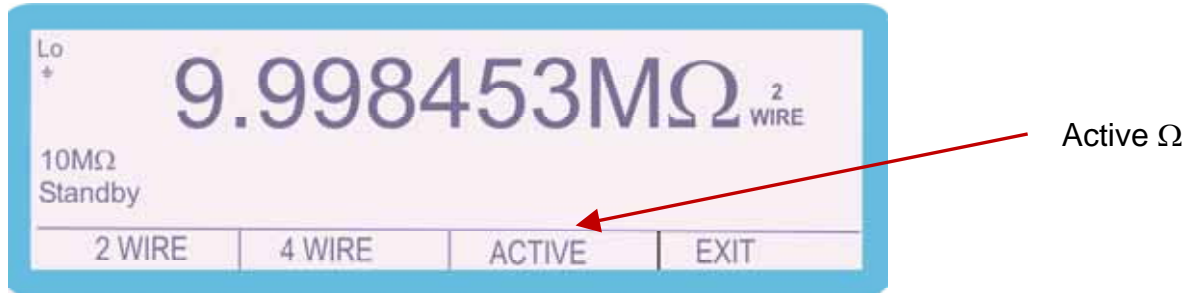 Lo
9.998453MΩ 2 WIRE
10MΩ
Standby
2 WIRE 4 WIRE ACTIVE EXIT
Active Ω